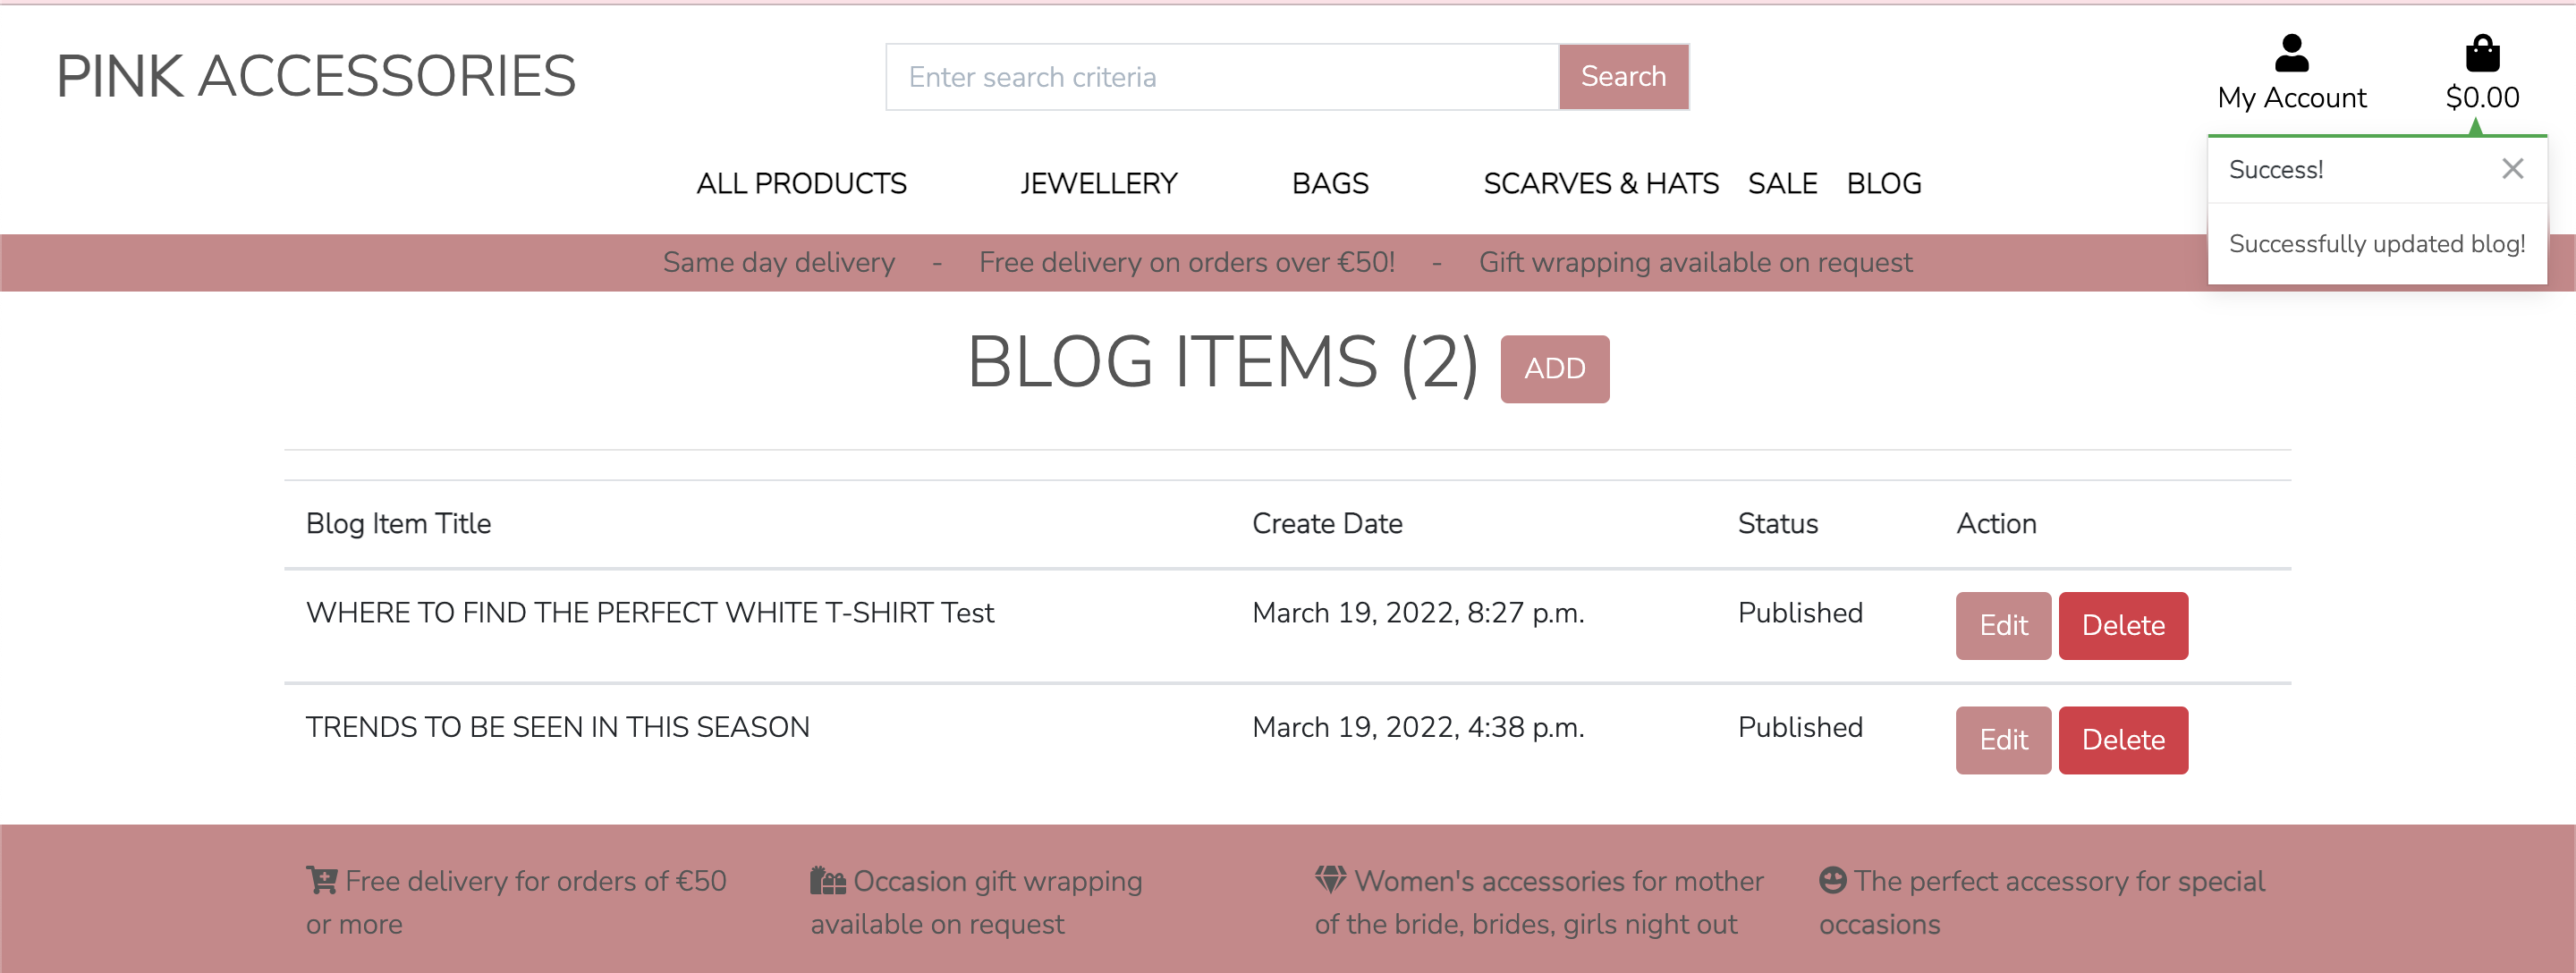 PINK ACCESSORIES
Enter search criteria
Search
My Account
$0.00
Success!
Successfully updated blog!
ALL PRODUCTS
JEWELLERY
BAGS
SCARVES & HATS
SALE
BLOG
Same day delivery - Free delivery on orders over €50! - Gift wrapping available on request
BLOG ITEMS (2)
ADD
Blog Item Title Create Date Status Action
WHERE TO FIND THE PERFECT WHITE T-SHIRT Test March 19, 2022, 8:27 p.m. Published Edit Delete
TRENDS TO BE SEEN IN THIS SEASON March 19, 2022, 4:38 p.m. Published Edit Delete
Free delivery for orders of €50
or more
Occasion gift wrapping
available on request
Women's accessories for mother
of the bride, brides, girls night out
The perfect accessory for special
occasions